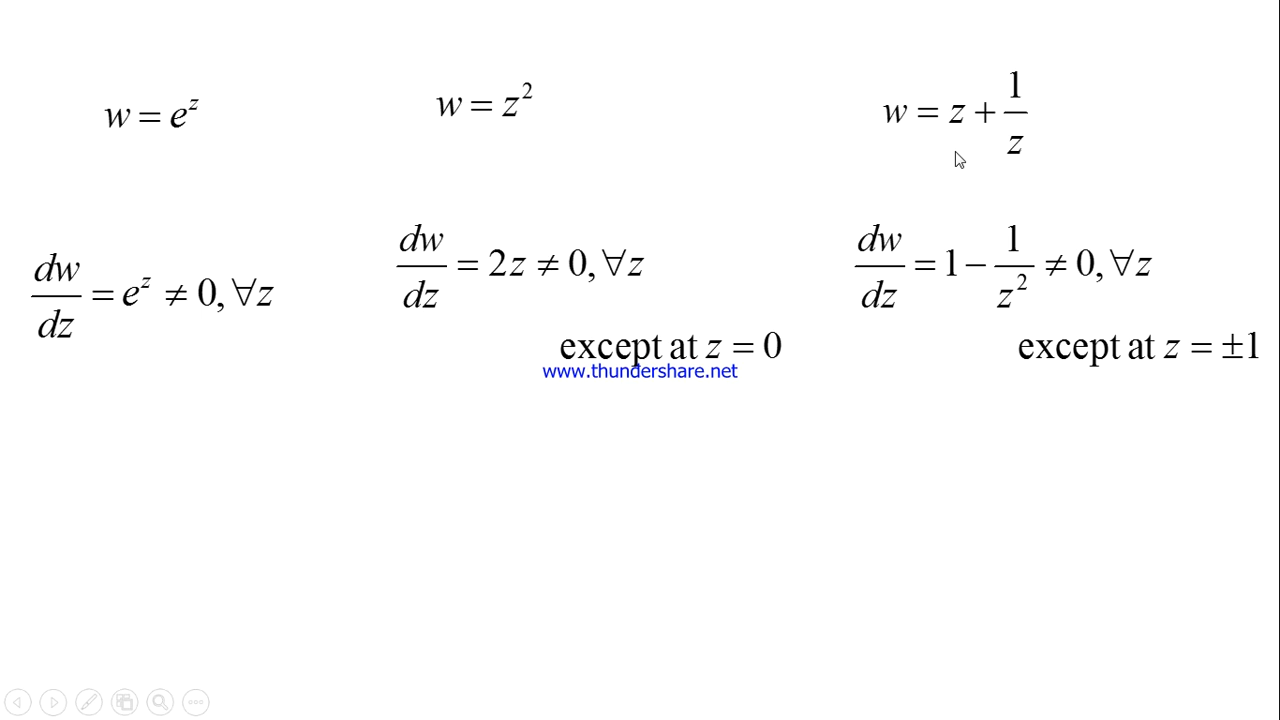 w = e^z
w = z^2
w = z + 1/z
dw/dz = e^z ≠ 0, ∀z
dw/dz = 2z ≠ 0, ∀z
except at z = 0
dw/dz = 1 − 1/z^2 ≠ 0, ∀z
except at z = ±1
www.thundershare.net